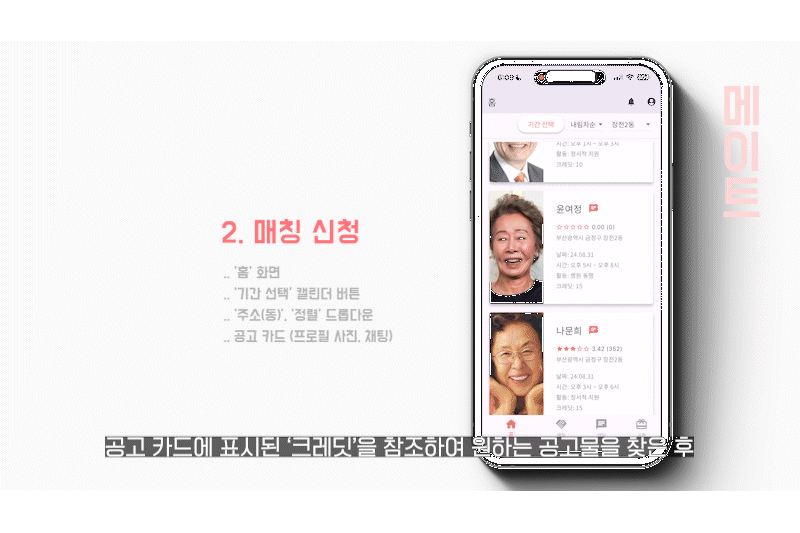 메이트
2. 매칭 신청
.. '홈' 화면
.. '기간 선택' 캘린더 버튼
.. '주소(동)', '정렬' 드롭다운
.. 공고 카드 (프로필 사진, 채팅)
6:09
기간 선택 내림차순 장전2동
시간: 오후 1시 ~ 오후 3시
활동: 정서적 지원
크레딧: 10
윤여정
0.00 (0)
부산광역시 금정구 장전2동
날짜: 24.08.31
시간: 오후 5시 ~ 오후 8시
활동: 병원 동행
크레딧: 15
나문희
3.42 (352)
부산광역시 금정구 장전2동
날짜: 24.08.31
시간: 오후 3시 ~ 오후 6시
활동: 정서적 지원
크레딧: 15
홈
공고 카드에 표시된 '크레딧'을 참조하여 원하는 공고물을 찾은 후